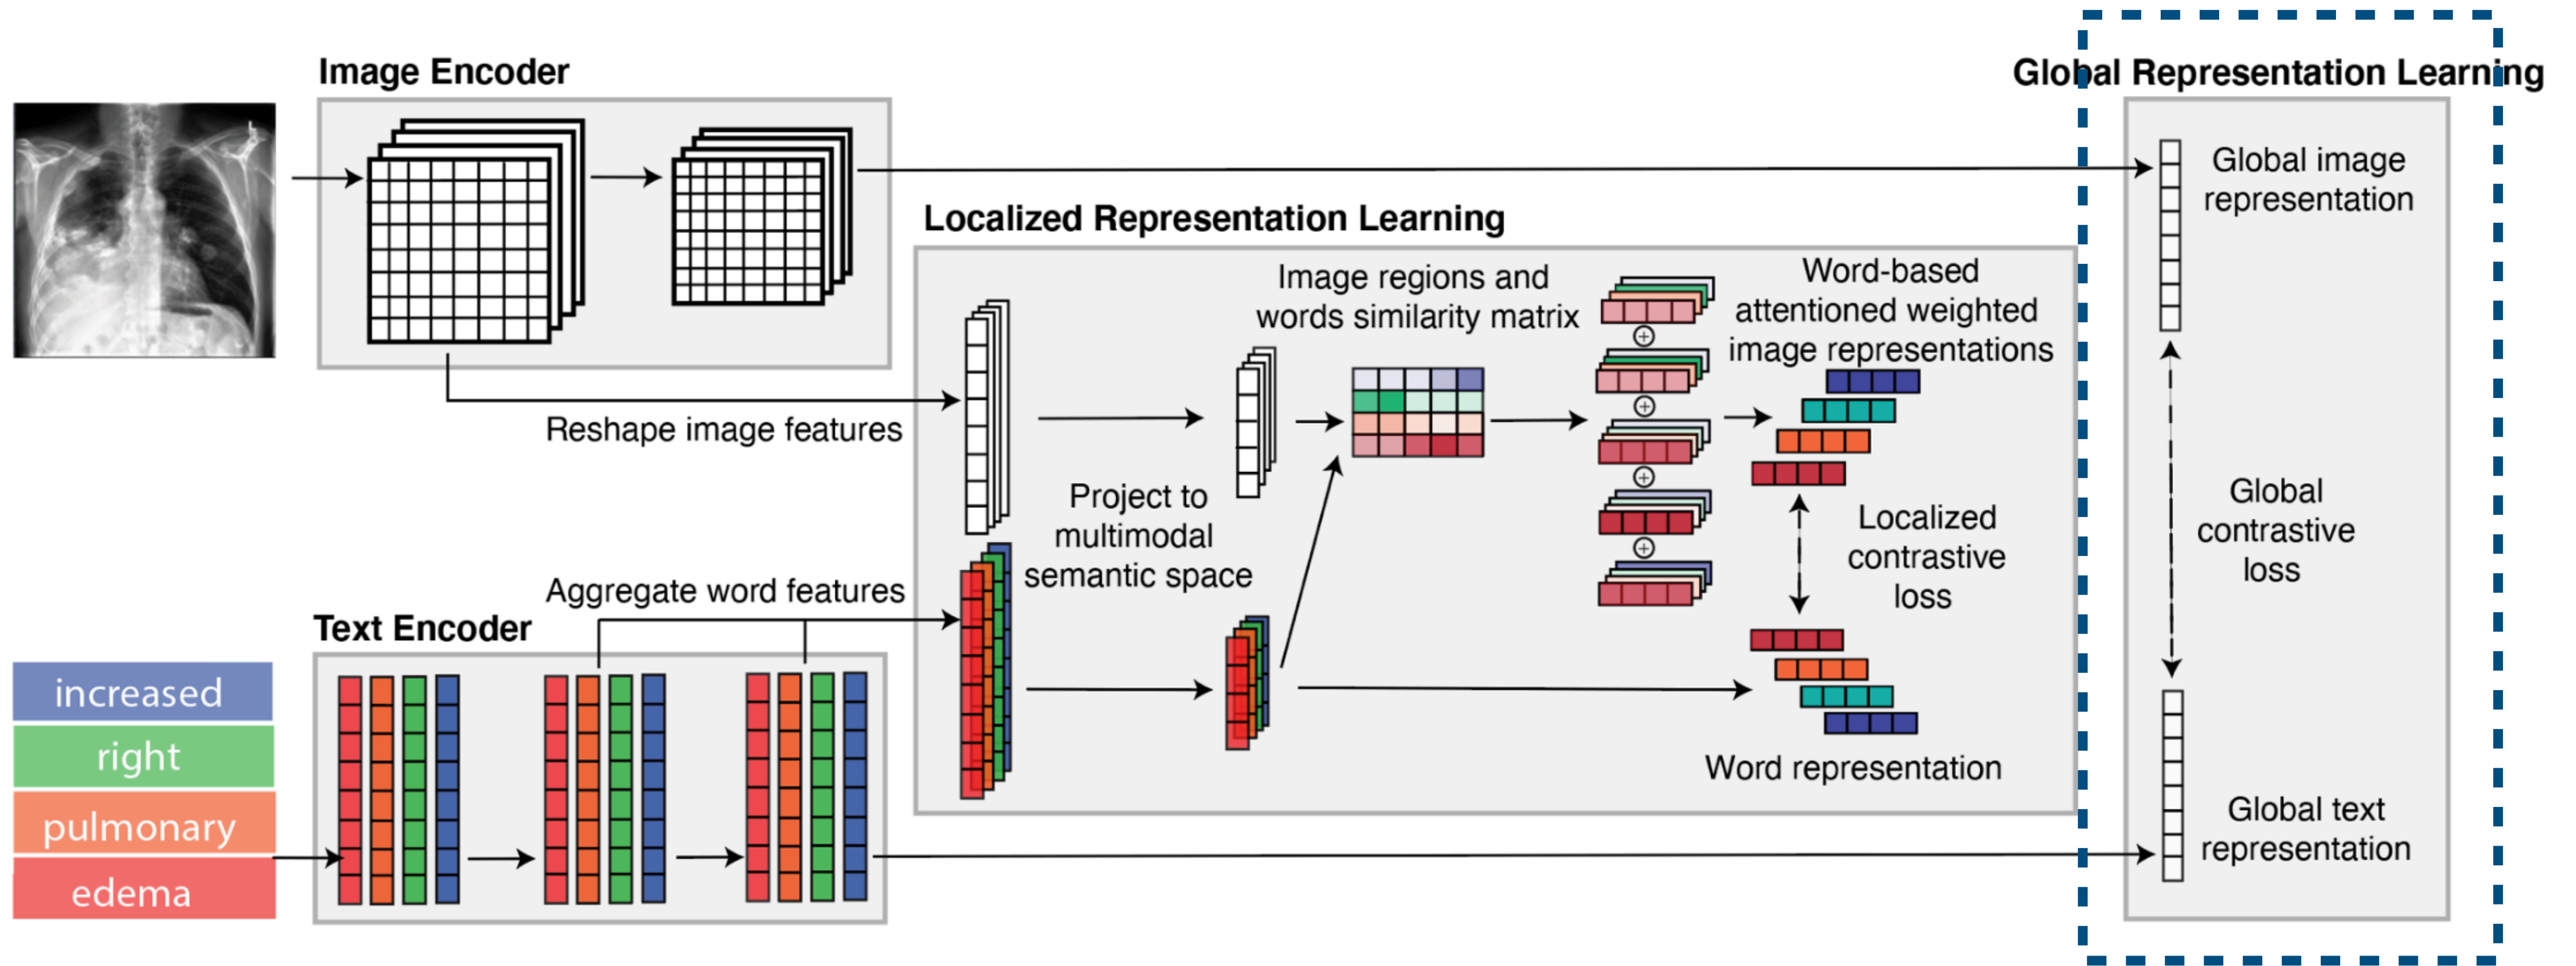 Image Encoder
Global Representation Learning
L
Global image
representation
Localized Representation Learning
Image regions and
words similarity matrix
Word-based
attentioned weighted
image representations
Reshape image features
Project to
multimodal
semantic space
Localized
contrastive
loss
Global
contrastive
loss
Aggregate word features
Text Encoder
increased
right
pulmonary
edema
Word representation
Global text
representation